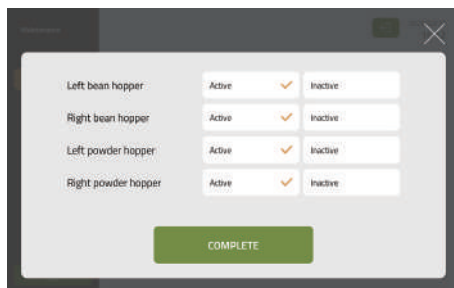 Left bean hopper Active Inactive
Right bean hopper Active Inactive
Left powder hopper Active Inactive
Right powder hopper Active Inactive
COMPLETE